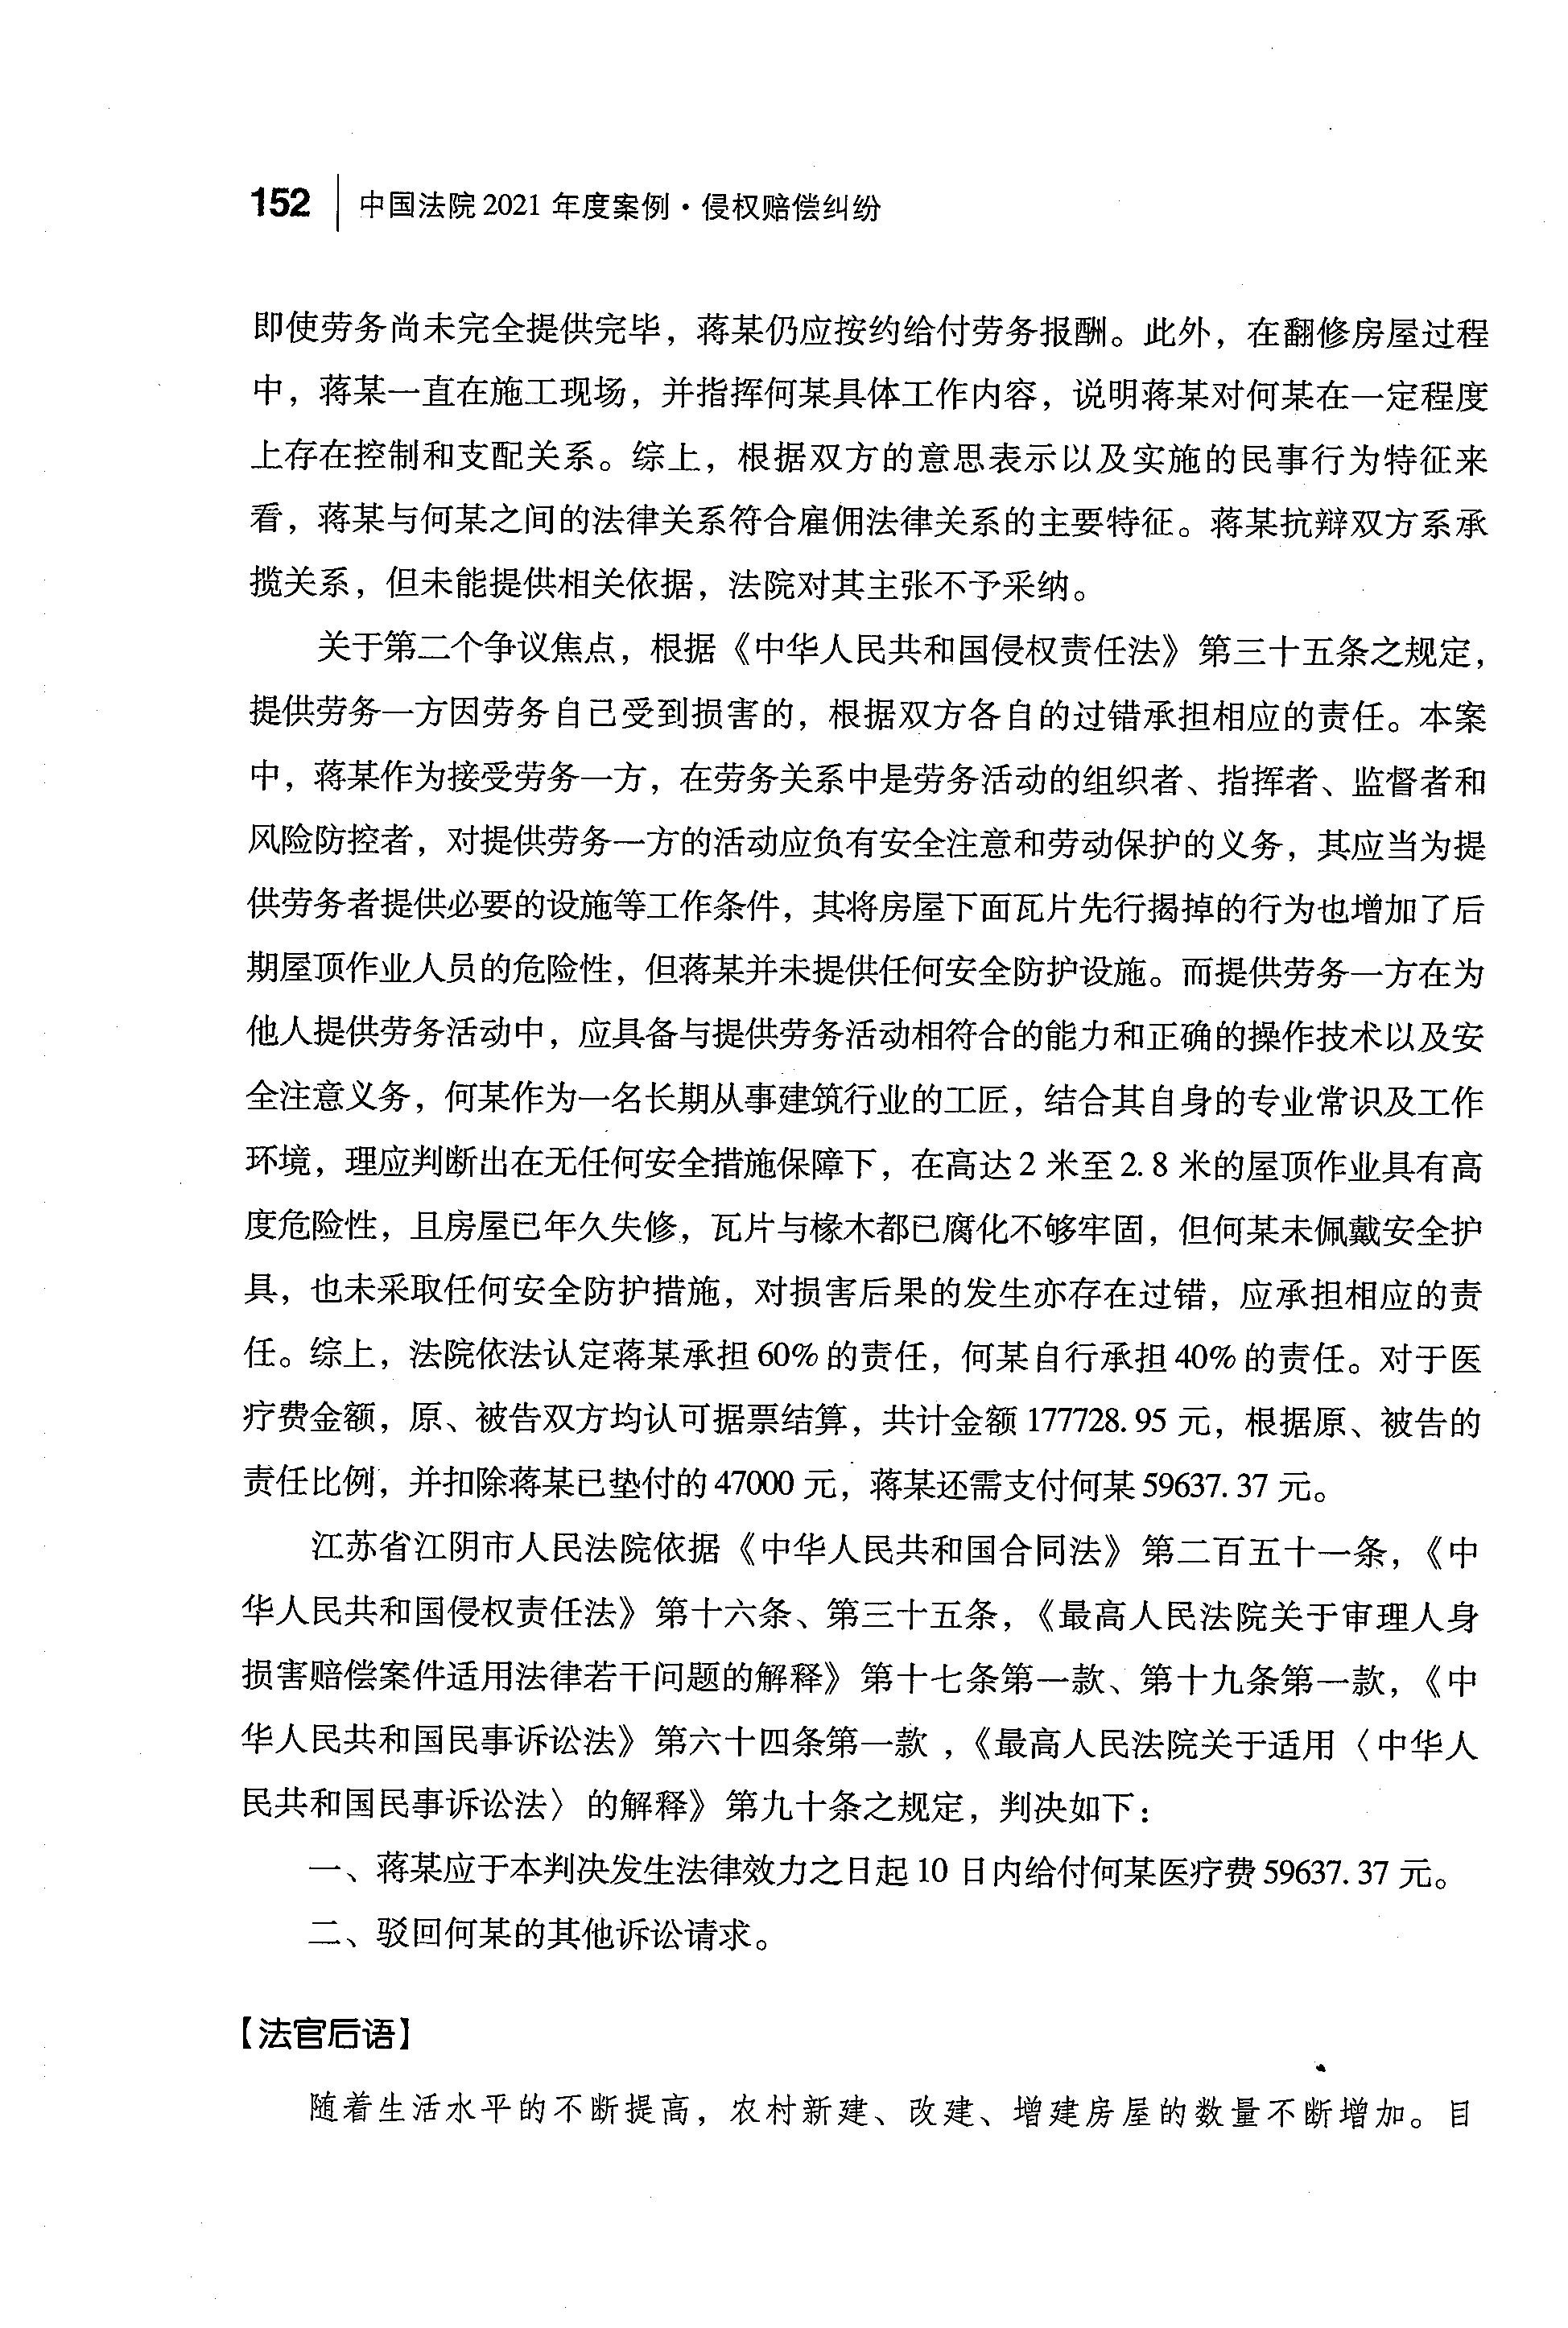 152 中国法院 2021 年度案例·侵权赔偿纠纷
即使劳务尚未完全提供完毕，蒋某仍应按约给付劳务报酬。此外，在翻修房屋过程
中，蒋某一直在施工现场，并指挥何某具体工作内容，说明蒋某对何某在一定程度
上存在控制和支配关系。综上，根据双方的意思表示以及实施的民事行为特征来
看，蒋某与何某之间的法律关系符合雇佣法律关系的主要特征。蒋某抗辩双方系承
揽关系，但未能提供相关依据，法院对其主张不予采纳。
关于第二个争议焦点，根据《中华人民共和国侵权责任法》第三十五条之规定，
提供劳务一方因劳务自己受到损害的，根据双方各自的过错承担相应的责任。本案
中，蒋某作为接受劳务一方，在劳务关系中是劳务活动的组织者、指挥者、监督者和
风险防控者，对提供劳务一方的活动应负有安全注意和劳动保护的义务，其应当为提
供劳务者提供必要的设施等工作条件，其将房屋下面瓦片先行揭掉的行为也增加了后
期屋顶作业人员的危险性，但蒋某并未提供任何安全防护设施。而提供劳务一方在为
他人提供劳务活动中，应具备与提供劳务活动相符合的能力和正确的操作技术以及安
全注意义务，何某作为一名长期从事建筑行业的工匠，结合其自身的专业常识及工作
环境，理应判断出在无任何安全措施保障下，在高达 2 米至 2.8 米的屋顶作业具有高
度危险性，且房屋已年久失修，瓦片与椽木都已腐化不够牢固，但何某未佩戴安全护
具，也未采取任何安全防护措施，对损害后果的发生亦存在过错，应承担相应的责
任。综上，法院依法认定蒋某承担 60% 的责任，何某自行承担 40% 的责任。对于医
疗费金额，原、被告双方均认可据票结算，共计金额 177728.95 元，根据原、被告的
责任比例，并扣除蒋某已垫付的 47000 元，蒋某还需支付何某 59637.37 元。
江苏省江阴市人民法院依据《中华人民共和国合同法》第二百五十一条，《中
华人民共和国侵权责任法》第十六条、第三十五条，《最高人民法院关于审理人身
损害赔偿案件适用法律若干问题的解释》第十七条第一款、第十九条第一款，《中
华人民共和国民事诉讼法》第六十四条第一款，《最高人民法院关于适用〈中华人
民共和国民事诉讼法〉的解释》第九十条之规定，判决如下：
一、蒋某应于本判决发生法律效力之日起 10 日内给付何某医疗费 59637.37 元。
二、驳回何某的其他诉讼请求。
【法官后语】
随着生活水平的不断提高，农村新建、改建、增建房屋的数量不断增加。目